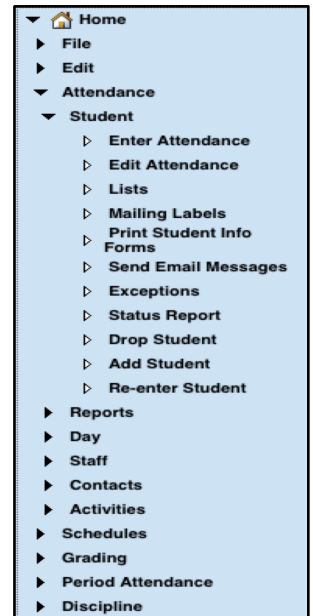 Home
File
Edit
Attendance
Student
Enter Attendance
Edit Attendance
Lists
Mailing Labels
Print Student Info
Forms
Send Email Messages
Exceptions
Status Report
Drop Student
Add Student
Re-enter Student
Reports
Day
Staff
Contacts
Activities
Schedules
Grading
Period Attendance
Discipline